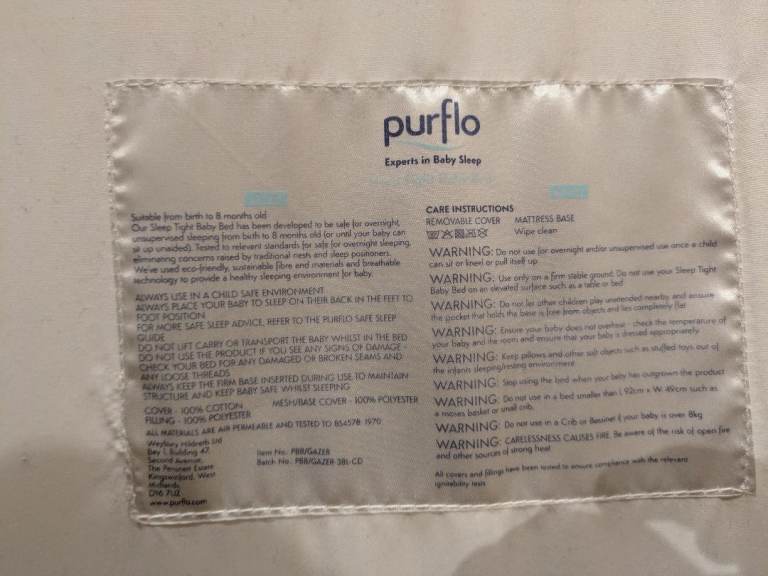 purflo
Experts in Baby Sleep
Suitable from birth to 8 months old
Our Sleep Tight Baby Bed has been developed to be safe for overnight,
unsupervised sleeping from birth to 8 months old (or until your baby can
sit up unaided). Tested to relevant standards for safe for overnight sleeping,
eliminating concerns raised by traditional nests and sleep positioners.
We've used eco-friendly, sustainable fibre and materials and breathable
technology to provide a healthy sleeping environment for baby.
ALWAYS USE IN A CHILD SAFE ENVIRONMENT
ALWAYS PLACE YOUR BABY TO SLEEP ON THEIR BACK IN THE FEET TO
FOOT POSITION
FOR MORE SAFE SLEEP ADVICE, REFER TO THE PURFLO SAFE SLEEP
GUIDE
DO NOT LIFT CARRY OR TRANSPORT THE BABY WHILST IN THE BED
DO NOT USE THE PRODUCT IF YOU SEE ANY SIGNS OF DAMAGE -
CHECK YOUR BED FOR ANY DAMAGED OR BROKEN SEAMS AND
ANY LOOSE THREADS
ALWAYS KEEP THE FIRM BASE INSERTED DURING USE TO MAINTAIN
STRUCTURE AND KEEP BABY SAFE WHILST SLEEPING
COVER - 100% COTTON MESH/BASE COVER - 100% POLYESTER
FILLING - 100% POLYESTER
ALL MATERIALS ARE AIR PERMEABLE AND TESTED TO BS4578: 1970
Weybury Hildreth Ltd
Bay 1, Building 47
Second Avenue,
The Pensnett Estate
Kingswinford, West
Midlands
DY6 7UZ
www.purflo.com
Item No: PBB/GAZER
Batch No: PBB/GAZER-38L-CD
CARE INSTRUCTIONS
REMOVABLE COVER MATTRESS BASE
Wipe clean
WARNING: Do not use for overnight and/or unsupervised use once a child
can sit or kneel or pull itself up
WARNING: Use only on a firm stable ground. Do not use your Sleep Tight
Baby Bed on an elevated surface such as a table or bed
WARNING: Do not let other children play unattended nearby and ensure
the pocket that holds the base is free from objects and lies completely flat
WARNING: Ensure your baby does not overheat - check the temperature of
your baby and the room and ensure that your baby is dressed appropriately
WARNING: Keep pillows and other soft objects such as stuffed toys out of
the infants sleeping/resting environment
WARNING: Stop using the bed when your baby has outgrown the product
WARNING: Do not use in a bed smaller than L 92cm x W 49cm such as
a moses basket or small crib.
WARNING: Do not use in a Crib or Bassinet if your baby is over 8kg
WARNING: CARELESSNESS CAUSES FIRE. Be aware of the risk of open fire
and other sources of strong heat
All covers and fillings have been tested to ensure compliance with the relevant
ignitability tests